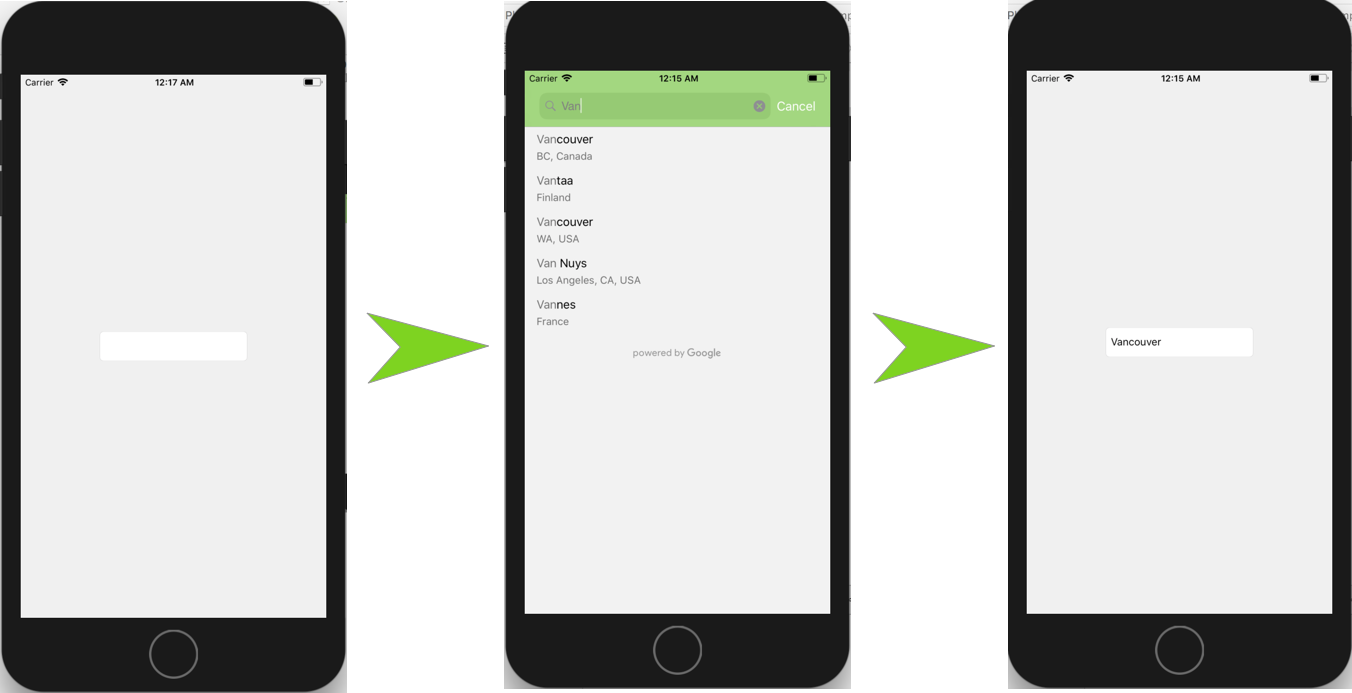 Carrier 12:17 AM
Carrier 12:15 AM
Van Cancel
Vancouver
BC, Canada
Vantaa
Finland
Vancouver
WA, USA
Van Nuys
Los Angeles, CA, USA
Vannes
France
powered by Google
Carrier 12:15 AM
Vancouver